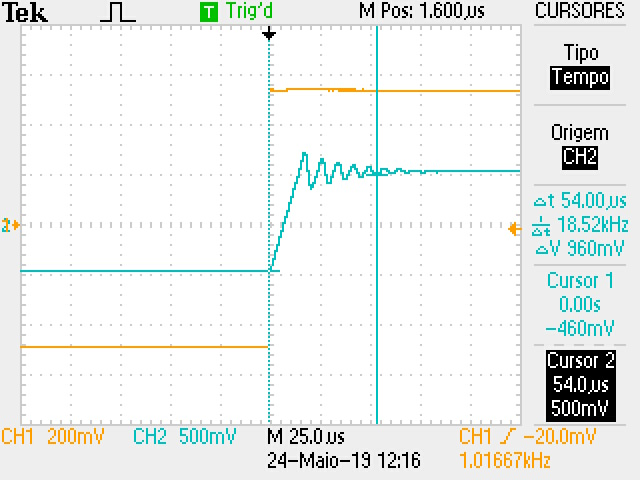 Tek T Trig'd M Pos: 1.600µs CURSORES
Tipo
Tempo
Origem
CH2
Δt 54.00µs
1/Δt 18.52kHz
ΔV 960mV
Cursor 1
0.00s
-460mV
Cursor 2
54.0µs
500mV
2
CH1 200mV CH2 500mV M 25.0µs CH1 -20.0mV
24-Maio-19 12:16 1.01667kHz